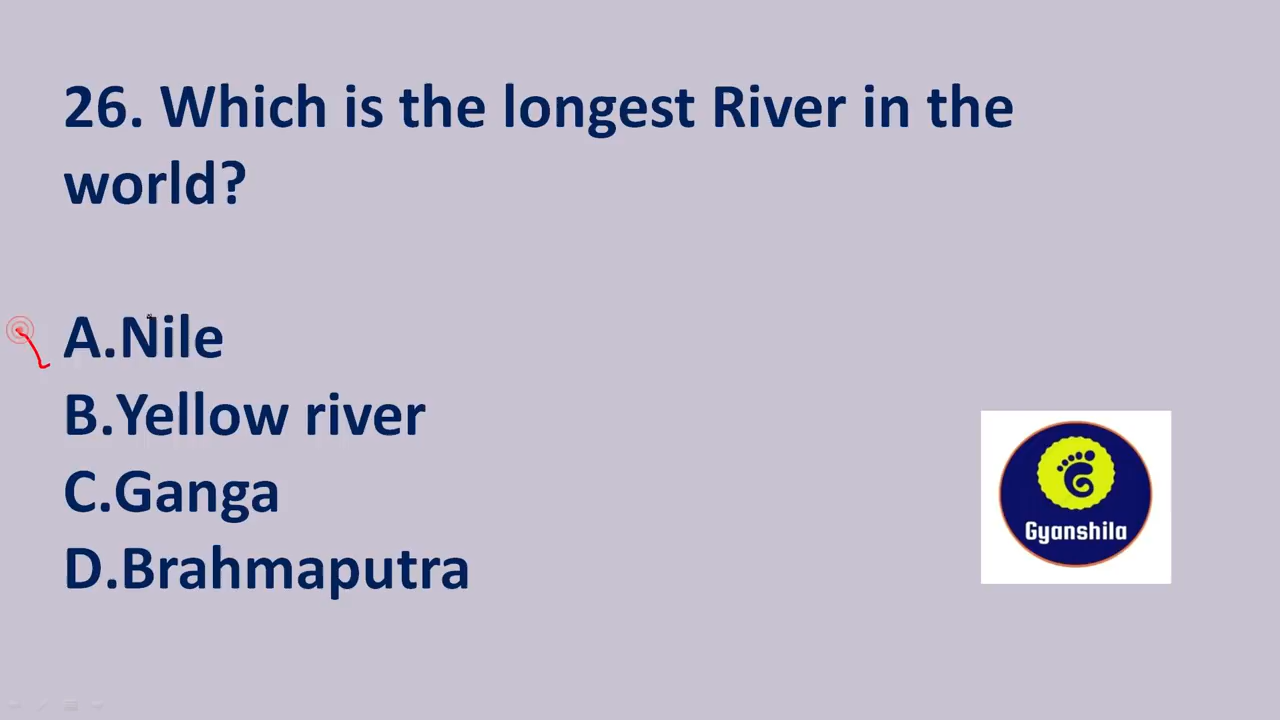 26. Which is the longest River in the
world?
A.Nile
B.Yellow river
C.Ganga
D.Brahmaputra
Gyanshila